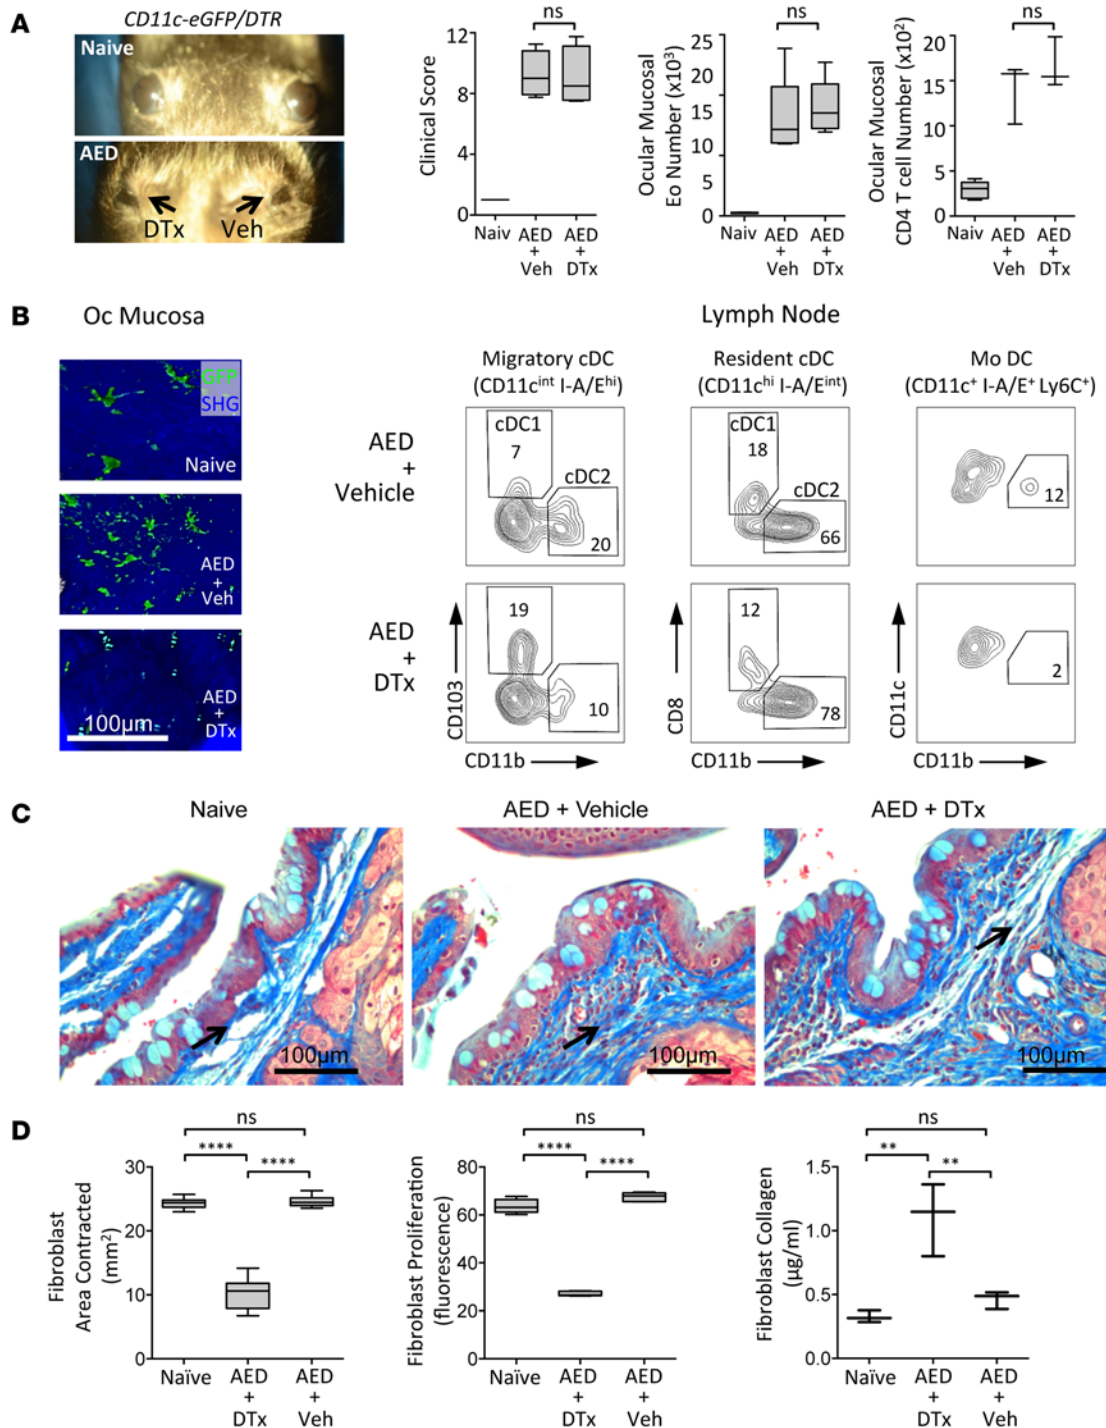 A
CD11c-eGFP/DTR
Naive
AED
DTx
Veh
Clinical Score
12
8
4
0
ns
Naiv
AED
+
Veh
AED
+
DTx
Ocular Mucosal
Eo Number (x10³)
20
15
10
5
5
0
ns
Naiv
AED
+
Veh
AED
+
DTx
Ocular Mucosal
CD4 T cell Number (x10²)
20
15
10
5
0
ns
Naiv
AED
+
Veh
AED
+
DTx
B
Oc Mucosa
GFP
SHG
Naive
AED
+
Veh
AED
+
DTx
100µm
Lymph Node
Migratory cDC
(CD11cint I-A/Ehi)
Resident cDC
(CD11chi I-A/Eint)
Mo DC
(CD11c+ I-A/E+ Ly6C+)
AED
+
Vehicle
cDC1
7
cDC2
20
cDC1
18
cDC2
66
12
AED
+
DTx
19
10
CD103
CD11b
12
78
CD8
CD11b
2
CD11c
CD11b
C
Naive
AED + Vehicle
AED + DTx
100µm
100µm
100µm
D
Fibroblast
Area Contracted
(mm²)
30
20
10
0
ns
****
****
Naïve
AED
+
DTx
AED
+
Veh
Fibroblast Proliferation
(fluorescence)
80
60
40
20
0
ns
****
****
Naïve
AED
+
DTx
AED
+
Veh
Fibroblast Collagen
(µg/ml)
1.5
1.0
0.5
0.0
ns
**
**
Naïve
AED
+
DTx
AED
+
Veh